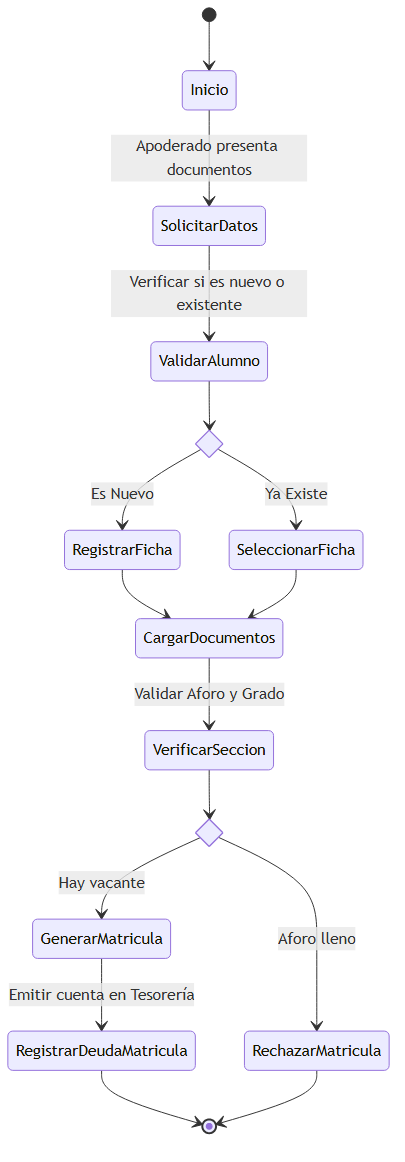 Inicio
Apoderado presenta
documentos
SolicitarDatos
Verificar si es nuevo o
existente
ValidarAlumno
Es Nuevo
Ya Existe
RegistrarFicha
SeleccionarFicha
CargarDocumentos
Validar Aforo y Grado
VerificarSeccion
Hay vacante
GenerarMatricula
Aforo lleno
Emitir cuenta en Tesorería
RegistrarDeudaMatricula
RechazarMatricula